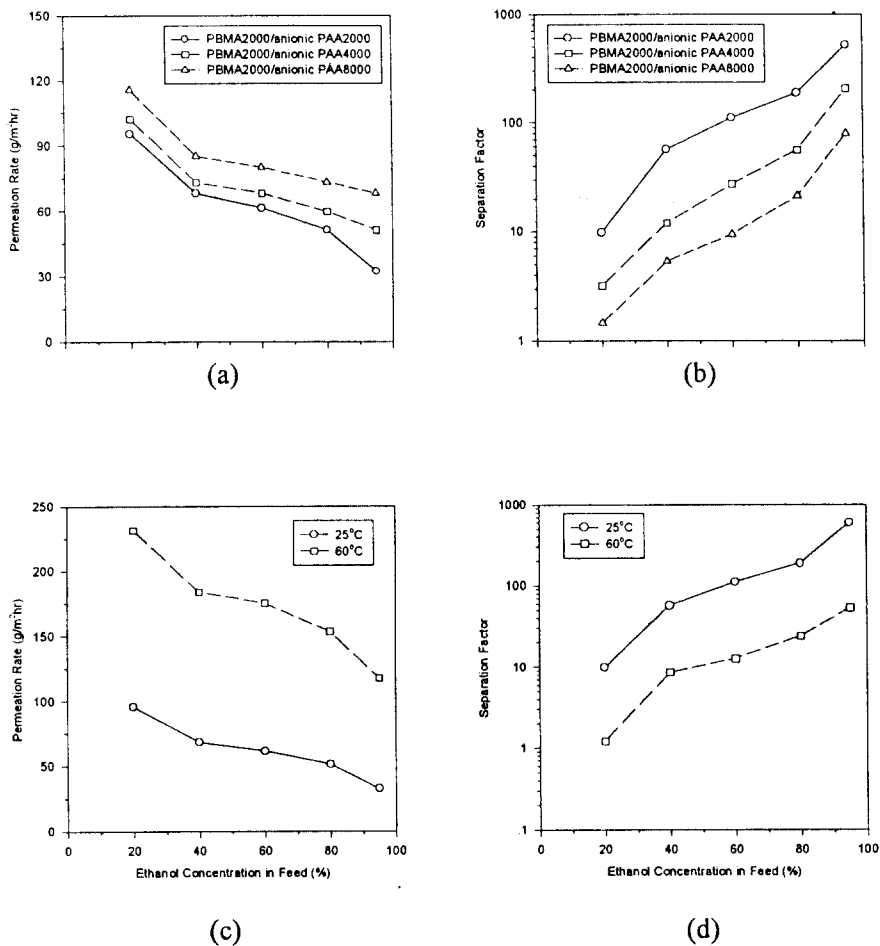 PBMA2000/anionic PAA2000
PBMA2000/anionic PAA4000
PBMA2000/anionic PAA8000
150
120
90
60
30
0
Permeation Rate (g/m²hr)
(a)
PBMA2000/anionic PAA2000
PBMA2000/anionic PAA4000
PBMA2000/anionic PAA8000
1000
100
10
1
Separation Factor
(b)
25°C
60°C
250
200
150
100
50
0
Permeation Rate (g/m²hr)
0 20 40 60 80 100
Ethanol Concentration in Feed (%)
(c)
25°C
60°C
1000
100
10
1
.1
Separation Factor
0 20 40 60 80 100
Ethanol Concentration in Feed (%)
(d)